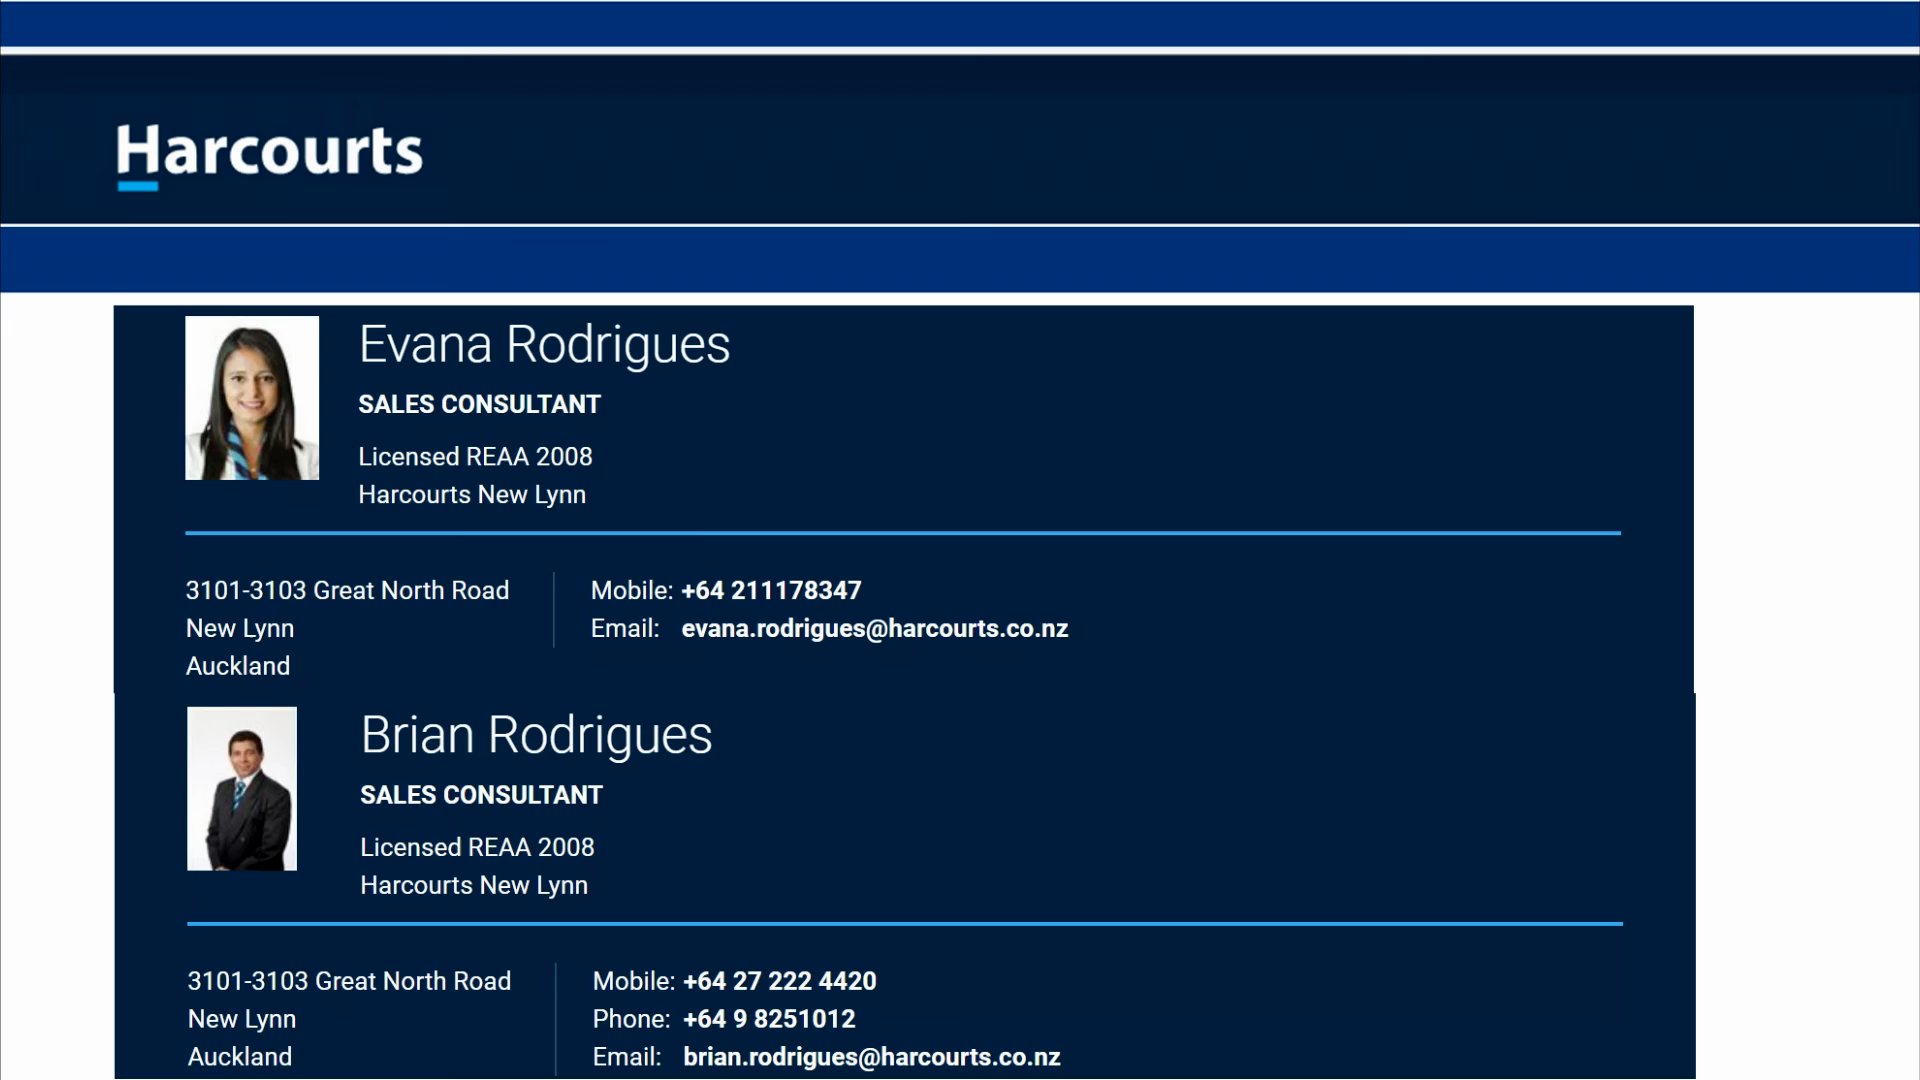 Harcourts
Evana Rodrigues
SALES CONSULTANT
Licensed REAA 2008
Harcourts New Lynn
3101-3103 Great North Road
New Lynn
Auckland
Mobile: +64 211178347
Email: evana.rodrigues@harcourts.co.nz
Brian Rodrigues
SALES CONSULTANT
Licensed REAA 2008
Harcourts New Lynn
3101-3103 Great North Road
New Lynn
Auckland
Mobile: +64 27 222 4420
Phone: +64 9 8251012
Email: brian.rodrigues@harcourts.co.nz